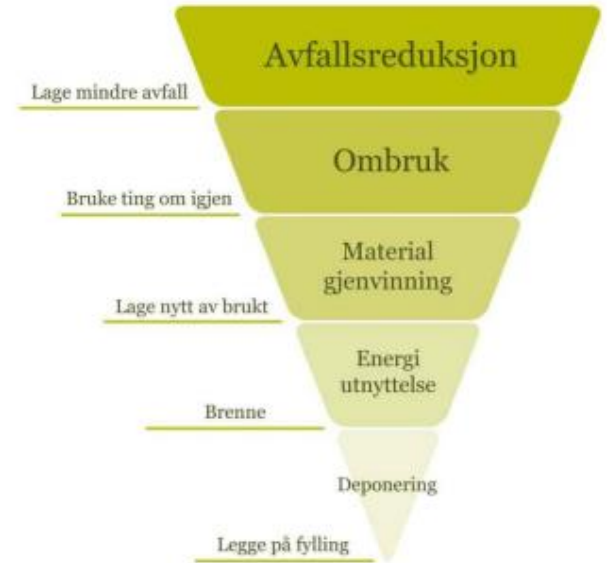 Avfallsreduksjon
Lage mindre avfall
Ombruk
Bruke ting om igjen
Material
gjenvinning
Lage nytt av brukt
Energi
utnyttelse
Brenne
Deponering
Legge på fylling